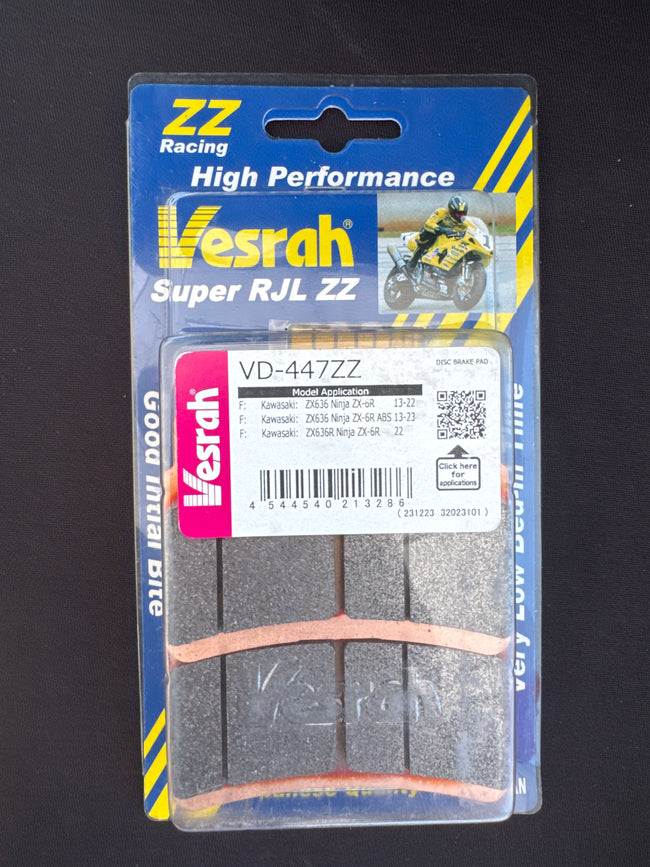 ZZ
Racing
High Performance
Vesrah®
Super RJL ZZ
VD-447ZZ
DISC BRAKE PAD
Model Application
F: Kawasaki: ZX636 Ninja ZX-6R 13-22
F: Kawasaki: ZX636 Ninja ZX-6R ABS 13-23
F: Kawasaki: ZX636R Ninja ZX-6R 22
Vesrah®
Click here
for
applications
4 544540 213286
(231223 32023101)
Good Initial Bite
Very Low Bed-in Time
Vesrah
Quality